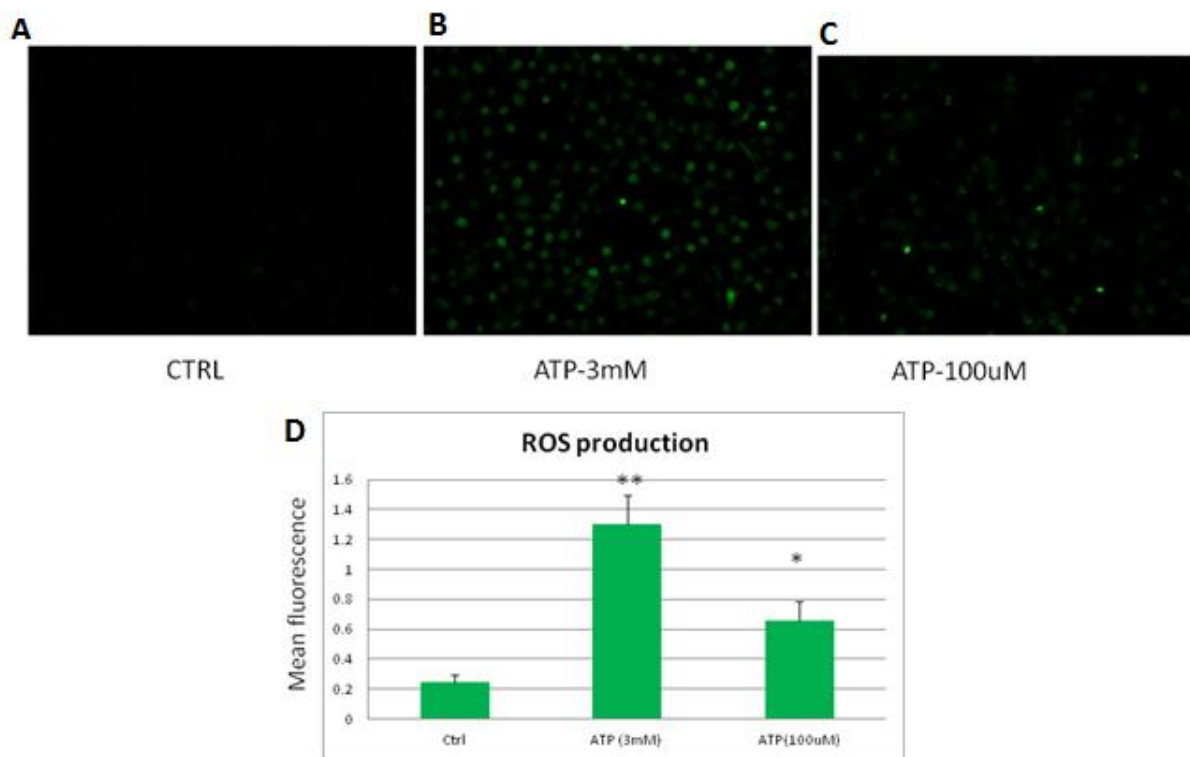 A
B
C
CTRL
ATP-3mM
ATP-100uM
D
ROS production
Mean fluorescence
1.6
1.4
1.2
1
0.8
0.6
0.4
0.2
0
**
*
Ctrl
ATP (3mM)
ATP(100uM)